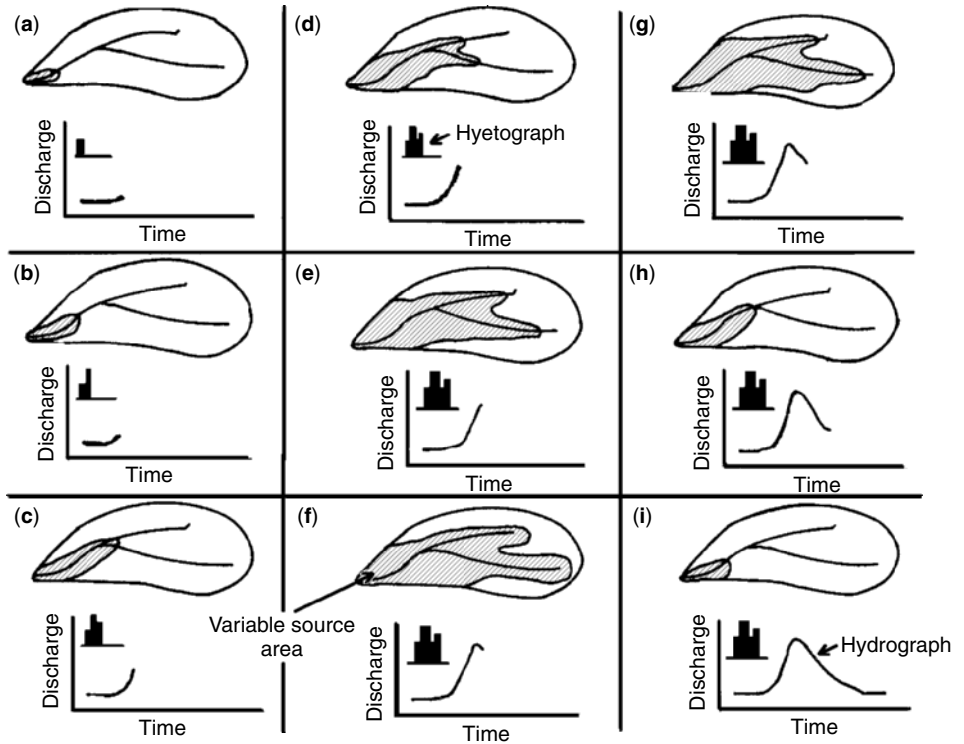 (a)
Discharge
Time
(b)
Discharge
Time
(c)
Discharge
Time
(d)
Hyetograph
Discharge
Time
(e)
Discharge
Time
(f)
Variable source
area
Discharge
Time
(g)
Discharge
Time
(h)
Discharge
Time
(i)
Discharge
Hydrograph
Time